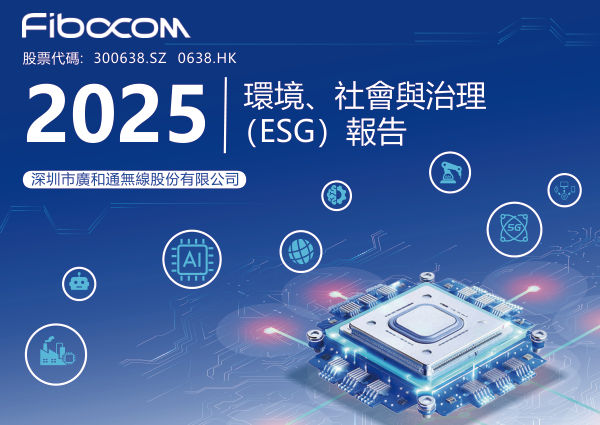 Fibocom
股票代碼: 300638.SZ 0638.HK
2025
環境、社會與治理
（ESG）報告
深圳市廣和通無線股份有限公司
5G
AI